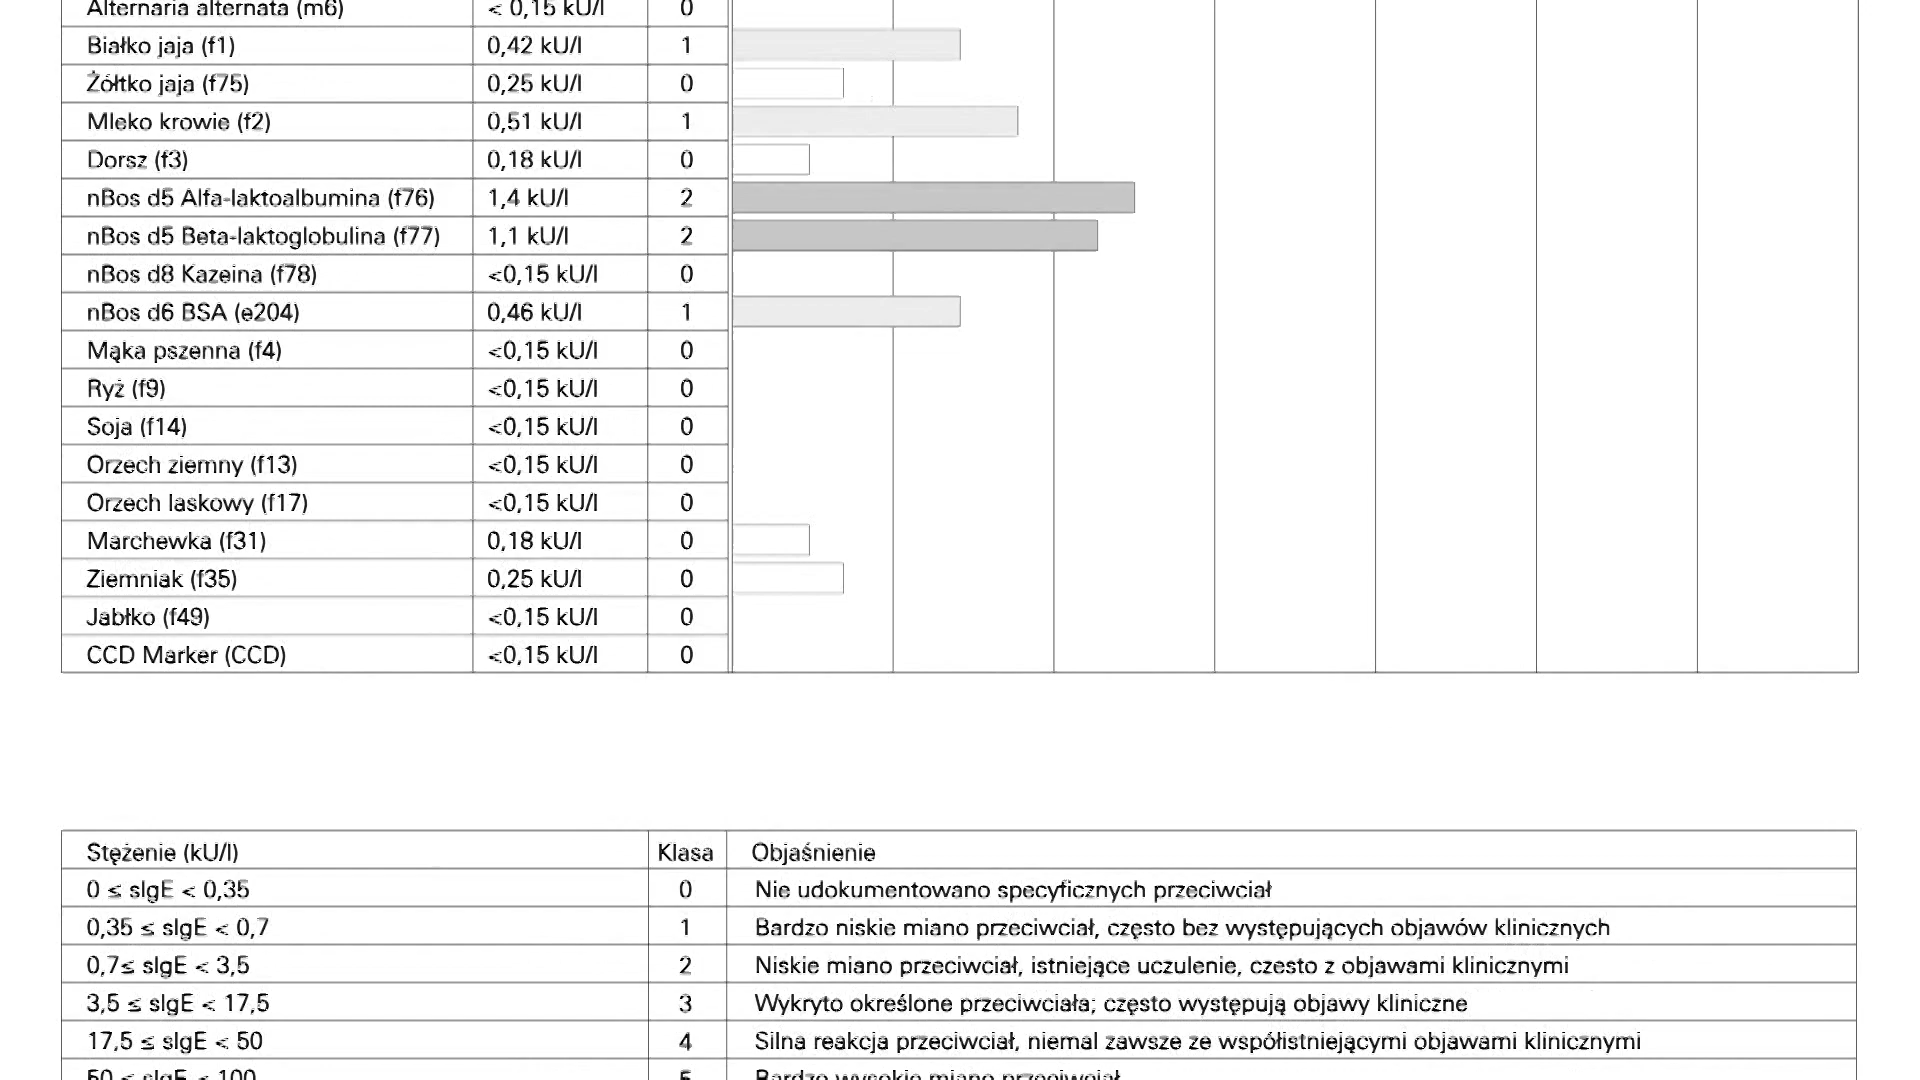 Alternaria alternata (m6) < 0,15 kU/l 0
Białko jaja (f1) 0,42 kU/l 1
Żółtko jaja (f75) 0,25 kU/l 0
Mleko krowie (f2) 0,51 kU/l 1
Dorsz (f3) 0,18 kU/l 0
nBos d5 Alfa-laktoalbumina (f76) 1,4 kU/l 2
nBos d5 Beta-laktoglobulina (f77) 1,1 kU/l 2
nBos d8 Kazeina (f78) <0,15 kU/l 0
nBos d6 BSA (e204) 0,46 kU/l 1
Mąka pszenna (f4) <0,15 kU/l 0
Ryż (f9) <0,15 kU/l 0
Soja (f14) <0,15 kU/l 0
Orzech ziemny (f13) <0,15 kU/l 0
Orzech laskowy (f17) <0,15 kU/l 0
Marchewka (f31) 0,18 kU/l 0
Ziemniak (f35) 0,25 kU/l 0
Jabłko (f49) <0,15 kU/l 0
CCD Marker (CCD) <0,15 kU/l 0
Stężenie (kU/l) Klasa Objaśnienie
0 ≤ sIgE < 0,35 0 Nie udokumentowano specyficznych przeciwciał
0,35 ≤ sIgE < 0,7 1 Bardzo niskie miano przeciwciał, często bez występujących objawów klinicznych
0,7≤ sIgE < 3,5 2 Niskie miano przeciwciał, istniejące uczulenie, czesto z objawami klinicznymi
3,5 ≤ sIgE < 17,5 3 Wykryto określone przeciwciała; często występują objawy kliniczne
17,5 ≤ sIgE < 50 4 Silna reakcja przeciwciał, niemal zawsze ze współistniejącymi objawami klinicznymi
50 ≤ sIgE < 100 5 Bardzo wysokie miano przeciwciał